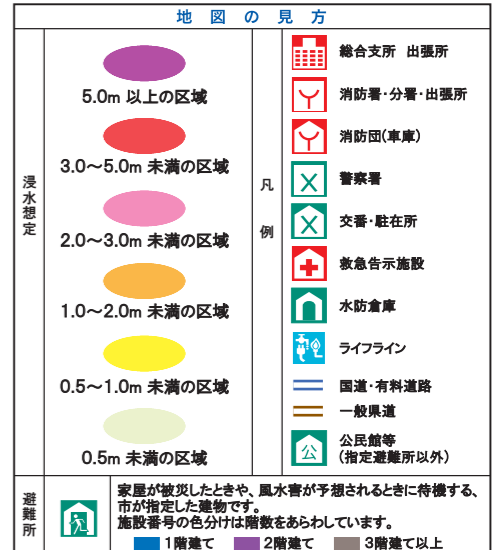 地図の見方
浸水想定
5.0m 以上の区域
3.0～5.0m 未満の区域
2.0～3.0m 未満の区域
1.0～2.0m 未満の区域
0.5～1.0m 未満の区域
0.5m 未満の区域
凡例
総合支所 出張所
消防署・分署・出張所
消防団(車庫)
警察署
交番・駐在所
救急告示施設
水防倉庫
ライフライン
国道・有料道路
一般県道
公
公民館等
(指定避難所以外)
避難所
家屋が被災したときや、風水害が予想されるときに待機する、
市が指定した建物です。
施設番号の色分けは階数をあらわしています。
1階建て 2階建て 3階建て以上